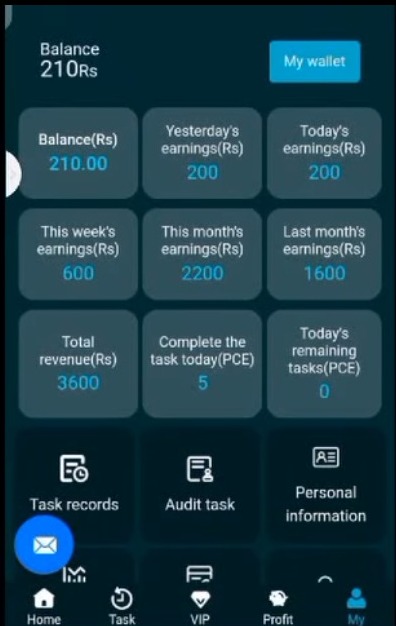 Balance
210Rs
My wallet
Balance(Rs)
210.00
Yesterday's
earnings(Rs)
200
Today's
earnings(Rs)
200
This week's
earnings(Rs)
600
This month's
earnings(Rs)
2200
Last month's
earnings(Rs)
1600
Total
revenue(Rs)
3600
Complete the
task today(PCE)
5
Today's
remaining
tasks(PCE)
0
Task records
Audit task
Personal
information
Home
Task
VIP
Profit
My